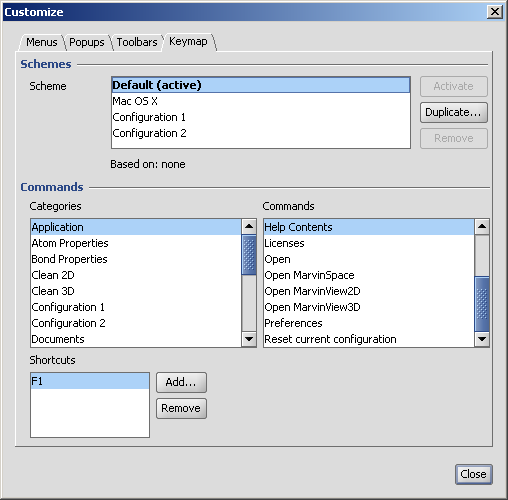 Customize
Menus Popups Toolbars Keymap
Schemes
Scheme
Default (active)
Mac OS X
Configuration 1
Configuration 2
Activate
Duplicate...
Remove
Based on: none
Commands
Categories
Application
Atom Properties
Bond Properties
Clean 2D
Clean 3D
Configuration 1
Configuration 2
Documents
Commands
Help Contents
Licenses
Open
Open MarvinSpace
Open MarvinView2D
Open MarvinView3D
Preferences
Reset current configuration
Shortcuts
F1
Add...
Remove
Close